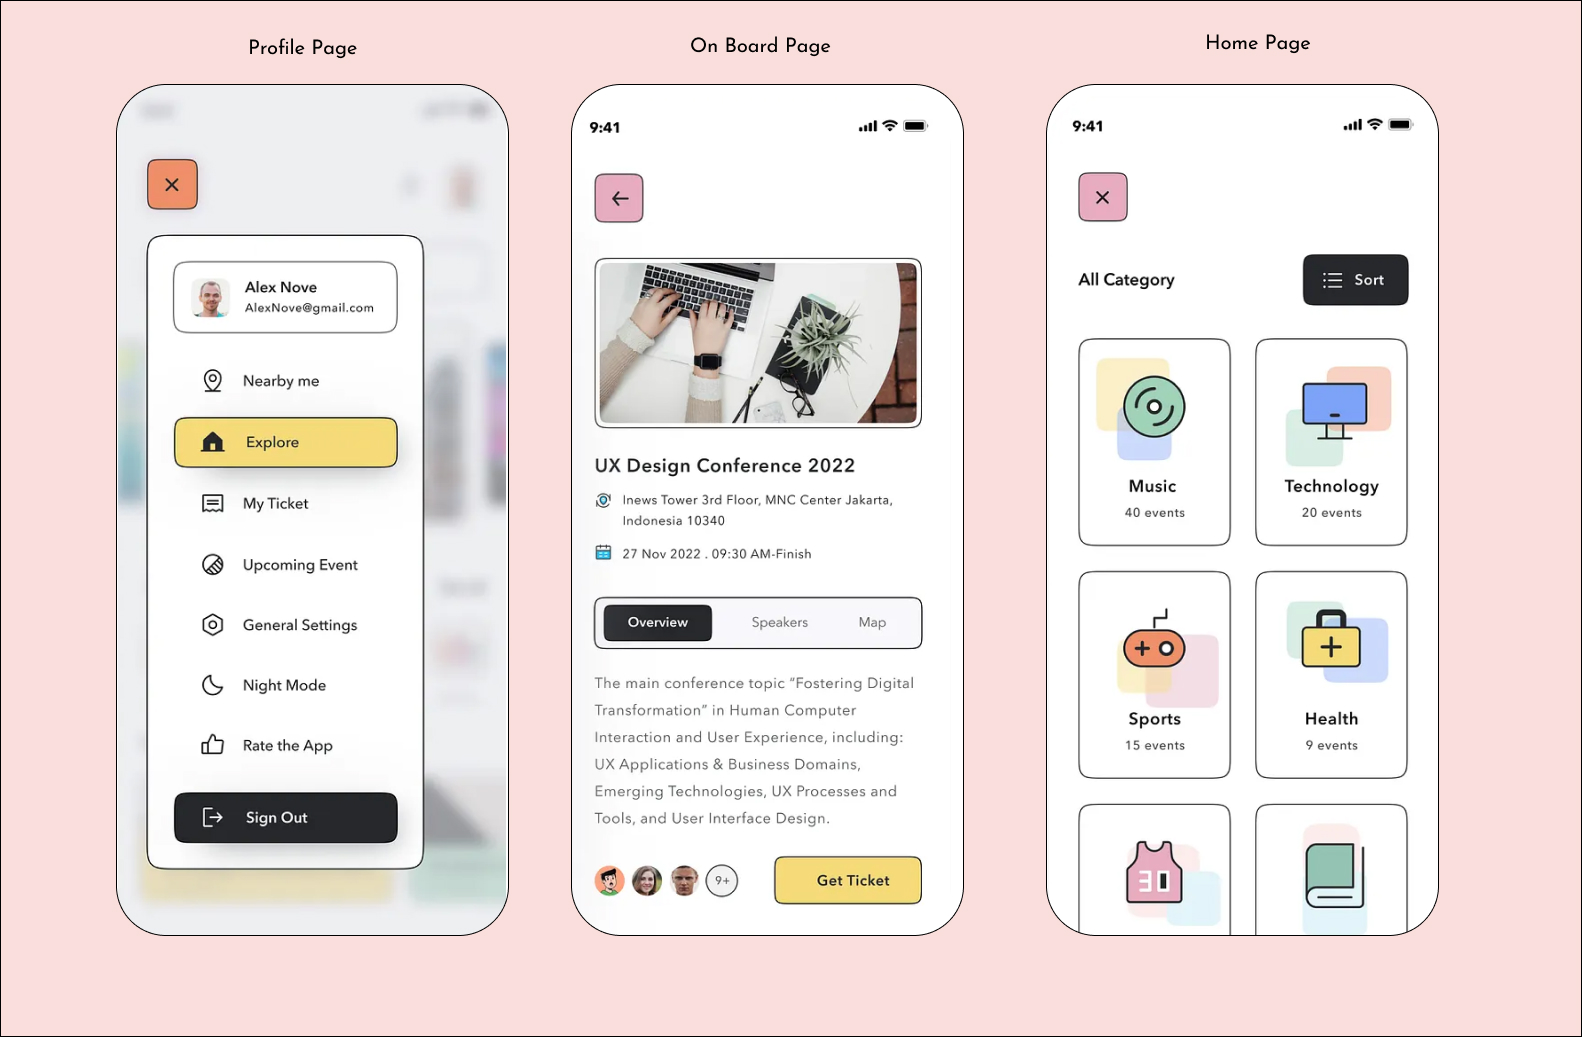 Profile Page
On Board Page
Home Page
Alex Nove
AlexNove@gmail.com
Nearby me
Explore
My Ticket
Upcoming Event
General Settings
Night Mode
Rate the App
Sign Out
9:41
UX Design Conference 2022
Inews Tower 3rd Floor, MNC Center Jakarta,
Indonesia 10340
27 Nov 2022 . 09:30 AM-Finish
Overview
Speakers
Map
The main conference topic “Fostering Digital
Transformation” in Human Computer
Interaction and User Experience, including:
UX Applications & Business Domains,
Emerging Technologies, UX Processes and
Tools, and User Interface Design.
9+
Get Ticket
9:41
All Category
Sort
Music
40 events
Technology
20 events
Sports
15 events
Health
9 events
30